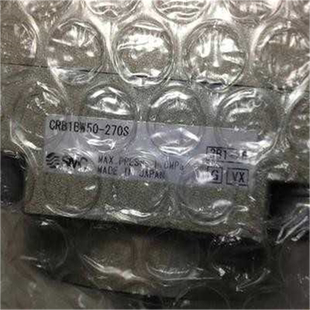 CRB1BW50-270S
SMC MAX PRESS
MADE IN JAPAN VX